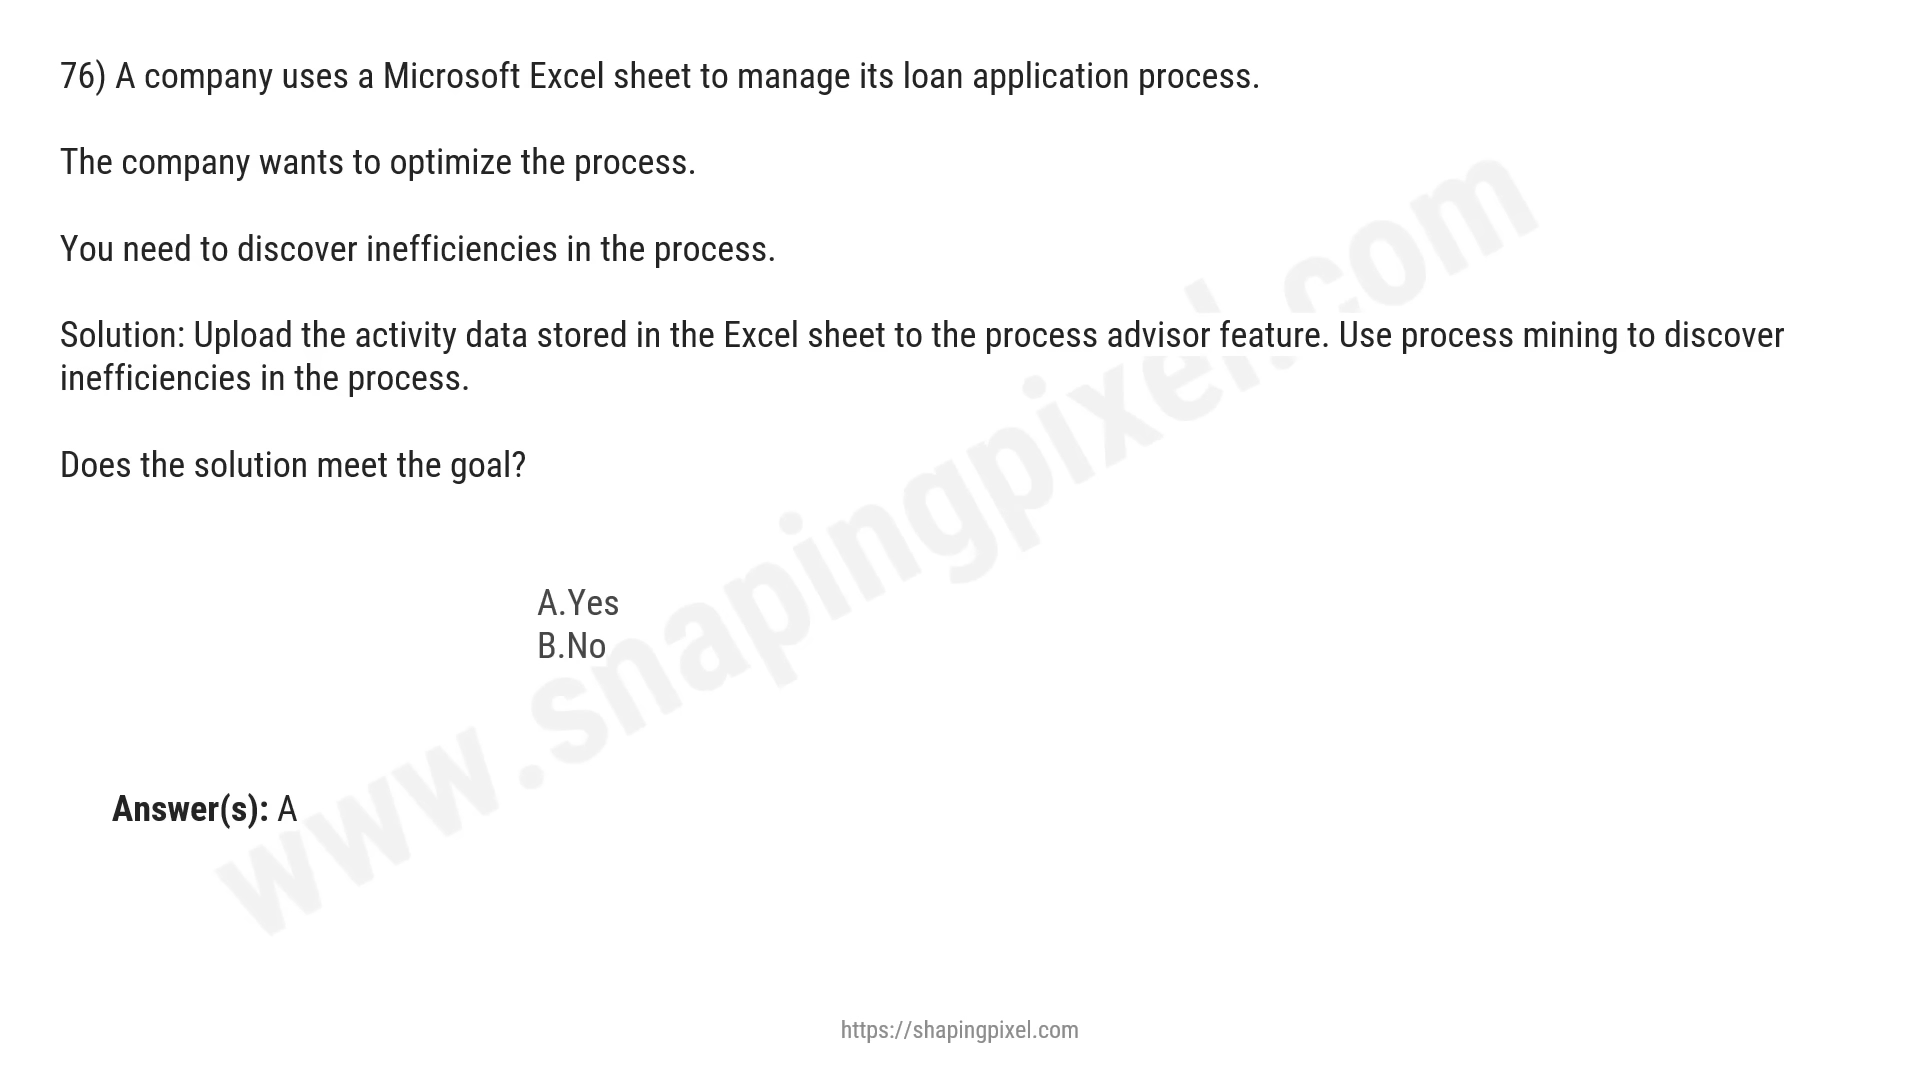 76) A company uses a Microsoft Excel sheet to manage its loan application process.
The company wants to optimize the process.
You need to discover inefficiencies in the process.
Solution: Upload the activity data stored in the Excel sheet to the process advisor feature. Use process mining to discover
inefficiencies in the process.
Does the solution meet the goal?
A.Yes
B.No
Answer(s): A
www.snapingpixel.com
https://shapingpixel.com